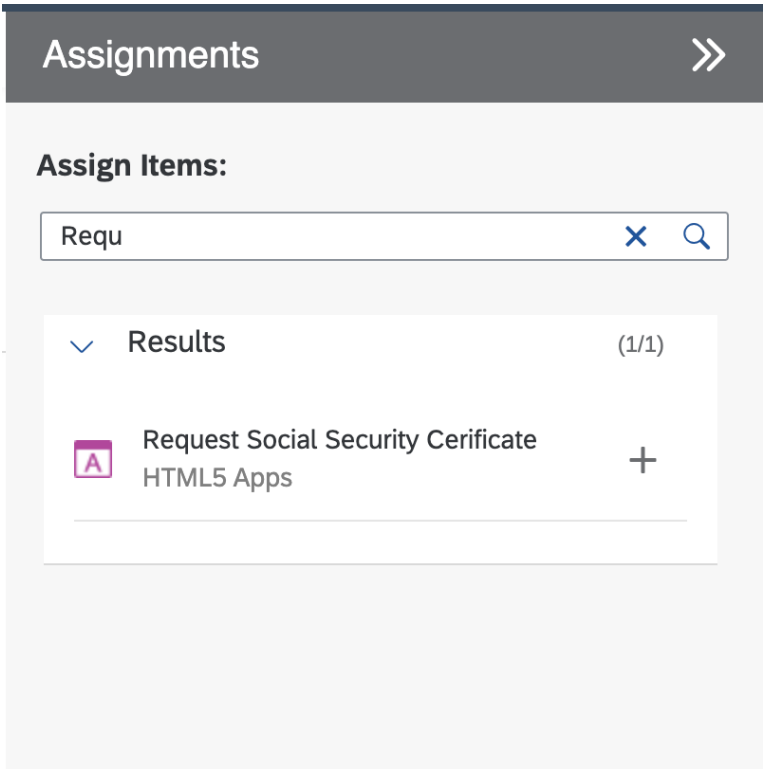 Assignments
Assign Items:
Requ
Results (1/1)
Request Social Security Cerificate
HTML5 Apps
A